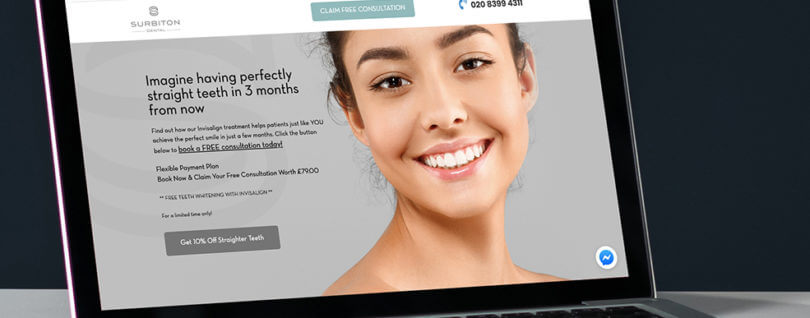 SURBITON
DENTAL
CLAIM FREE CONSULTATION
020 8399 4311
Imagine having perfectly
straight teeth in 3 months
from now
Find out how our Invisalign treatment helps patients just like YOU
achieve the perfect smile in just a few months. Click the button
below to book a FREE consultation today!
Flexible Payment Plan
Book Now & Claim Your Free Consultation Worth £79.00
** FREE TEETH WHITENING WITH INVISALIGN **
For a limited time only!
Get 10% Off Straighter Teeth